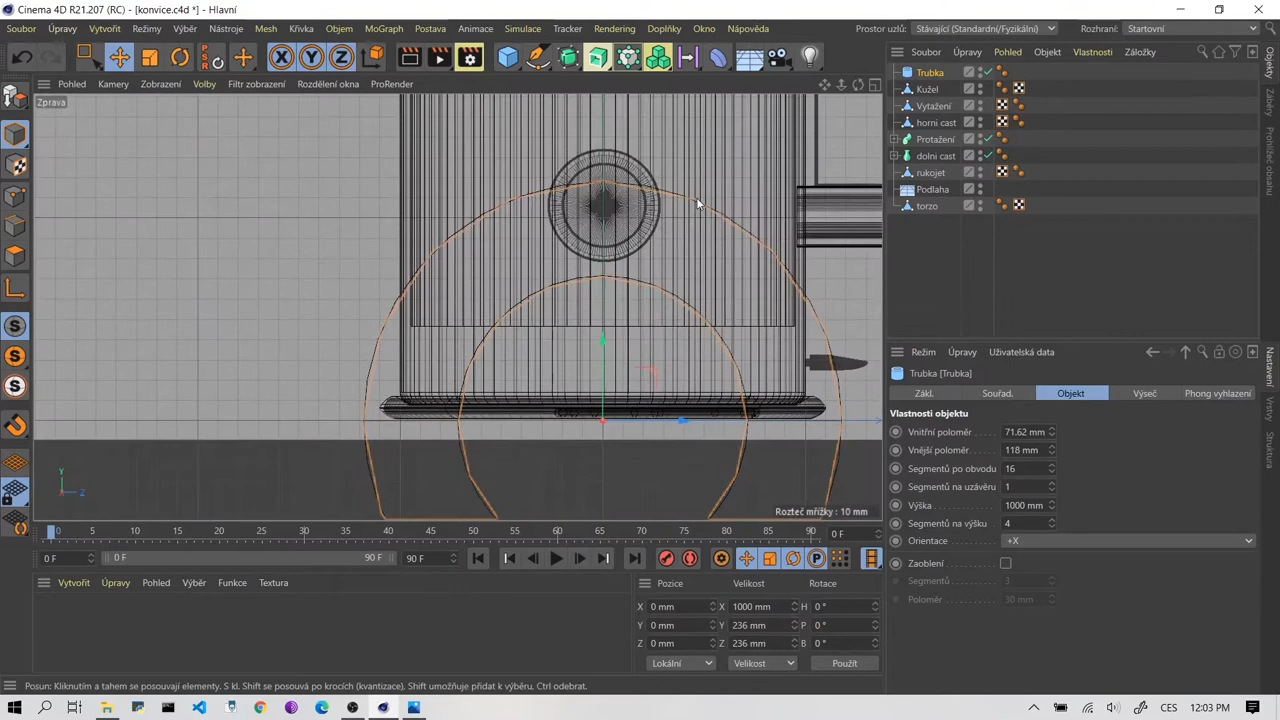 Cinema 4D R21.207 (RC) - [konvice.c4d *] - Hlavní
Soubor Úpravy Vytvořit Režimy Výběr Nástroje Mesh Křivka Objem MoGraph Postava Animace Simulace Tracker Rendering Doplňky Okno Nápověda
Prostor uzlů: Stávající (Standardní/Fyzikální) Rozhraní: Startovní
Soubor Úpravy Pohled Objekt Vlastnosti Záložky
Pohled Kamery Zobrazení Volby Filtr zobrazení Rozdělení okna ProRender
Zprava
Trubka
Kužel
Vytažení
horni cast
Protažení
dolni cast
rukojet
Podlaha
torzo
Objekty
Záběry
Prohlížeč obsahu
Režim Úpravy Uživatelská data
Trubka [Trubka]
Zákl. Souřad. Objekt Výseč Phong vyhlazení
Vlastnosti objektu
Vnitřní poloměr 71.62 mm
Vnější poloměr 118 mm
Segmentů po obvodu 16
Segmentů na uzávěru 1
Výška 1000 mm
Segmentů na výšku 4
Orientace +X
Zaoblení
Segmentů 3
Poloměr 30 mm
Nastavení
Vrstvy
Struktura
Y
Z
Rozteč mřížky : 10 mm
0 5 10 15 20 25 30 35 40 45 50 55 60 65 70 75 80 85 90
0 F
0 F 0 F 90 F 90 F
Vytvořit Úpravy Pohled Výběr Funkce Textura
Pozice Velikost Rotace
X 0 mm X 1000 mm H 0 °
Y 0 mm Y 236 mm P 0 °
Z 0 mm Z 236 mm B 0 °
Lokální Velikost Použít
Posun: Kliknutím a tahem se posouvají elementy. S kl. Shift se posouvá po krocích (kvantizace). Shift umožňuje přidat k výběru, Ctrl odebrat.
CES 12:03 PM